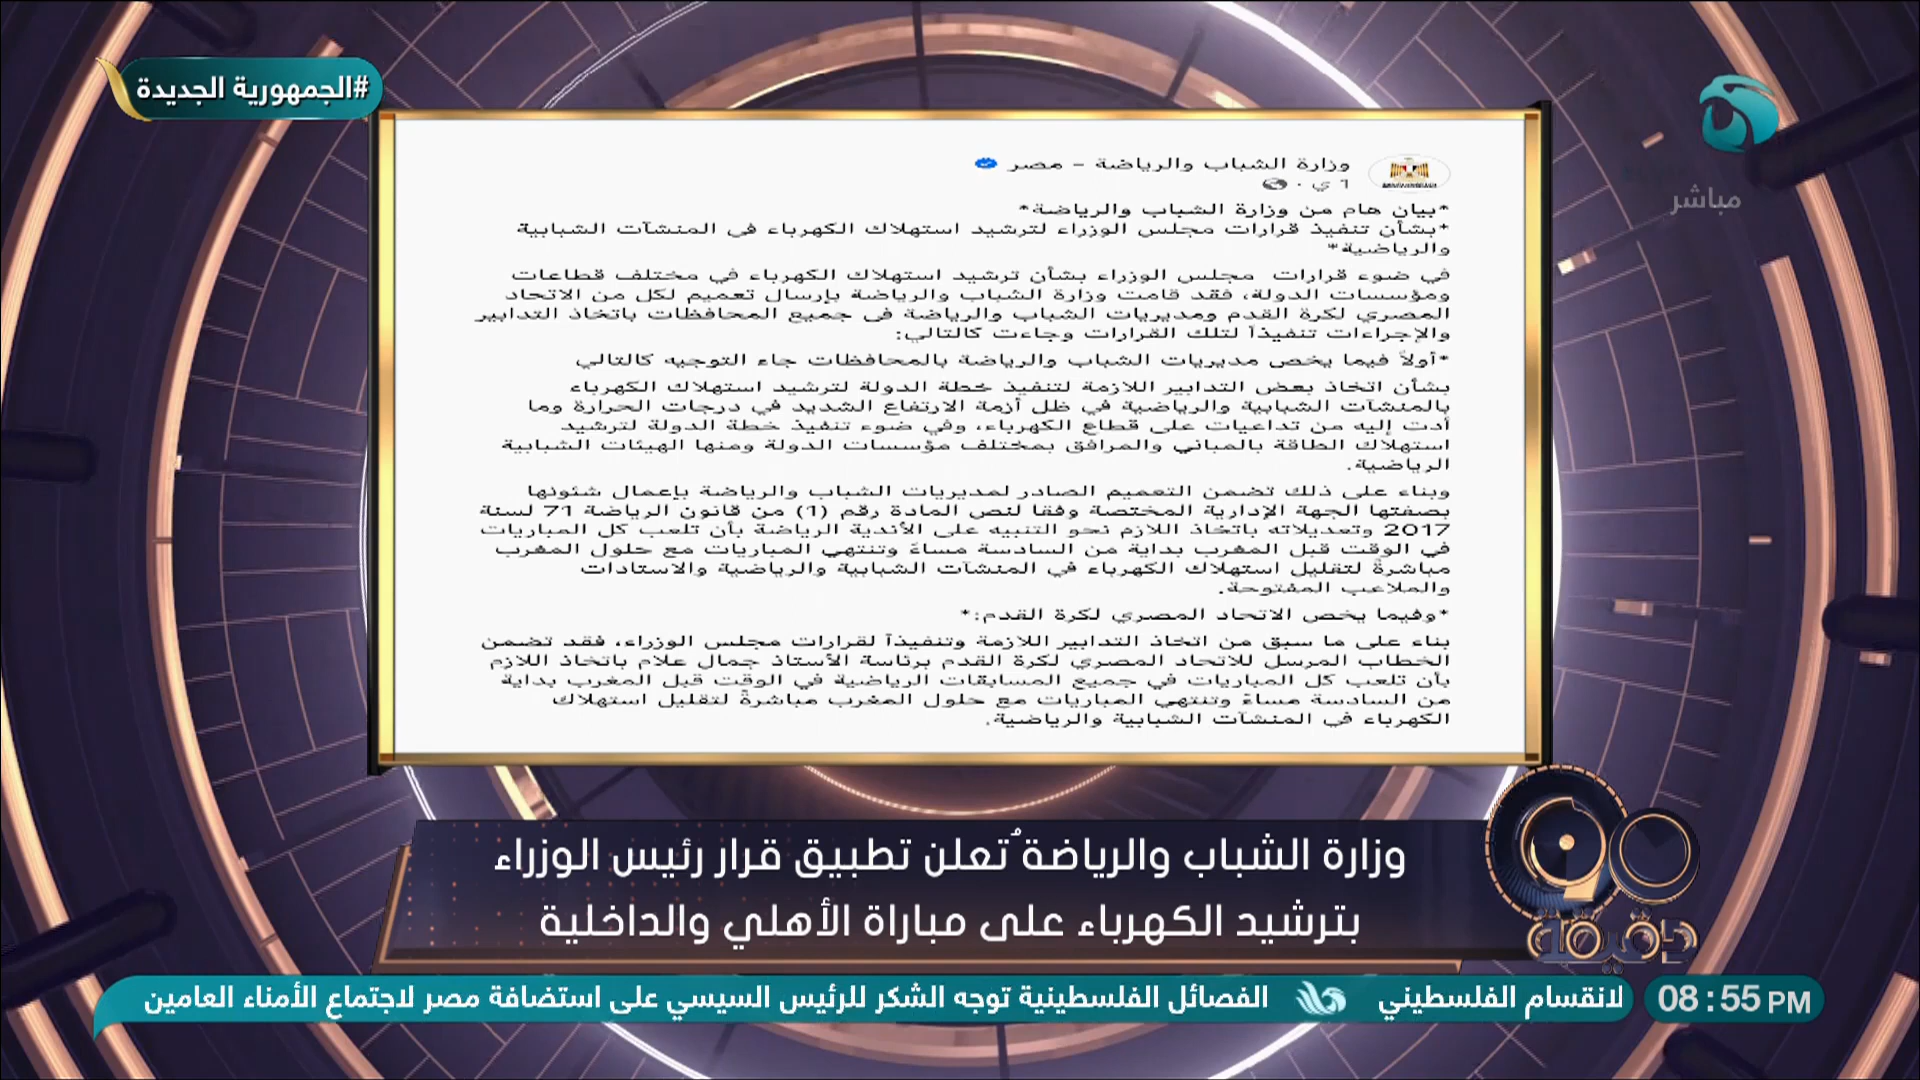 #الجمهورية الجديدة
مباشر
وزارة الشباب والرياضة - مصر
1 ي ·
*بيان هام من وزارة الشباب والرياضة*
*بشأن تنفيذ قرارات مجلس الوزراء لترشيد استهلاك الكهرباء فى المنشآت الشبابية
والرياضية*
في ضوء قرارات مجلس الوزراء بشأن ترشيد استهلاك الكهرباء في مختلف قطاعات
ومؤسسات الدولة، فقد قامت وزارة الشباب والرياضة بإرسال تعميم لكل من الاتحاد
المصري لكرة القدم ومديريات الشباب والرياضة فى جميع المحافظات باتخاذ التدابير
والإجراءات تنفيذاً لتلك القرارات وجاءت كالتالي:
*أولاً فيما يخص مديريات الشباب والرياضة بالمحافظات جاء التوجيه كالتالي
بشأن اتخاذ بعض التدابير اللازمة لتنفيذ خطة الدولة لترشيد استهلاك الكهرباء
بالمنشآت الشبابية والرياضية في ظل أزمة الارتفاع الشديد في درجات الحرارة وما
أدت إليه من تداعيات على قطاع الكهرباء، وفي ضوء تنفيذ خطة الدولة لترشيد
استهلاك الطاقة بالمباني والمرافق بمختلف مؤسسات الدولة ومنها الهيئات الشبابية
الرياضية.
وبناء على ذلك تضمن التعميم الصادر لمديريات الشباب والرياضة بإعمال شئونها
بصفتها الجهة الإدارية المختصة وفقا لنص المادة رقم (1) من قانون الرياضة 71 لسنة
2017 وتعديلاته باتخاذ اللازم نحو التنبيه على الأندية الرياضة بأن تلعب كل المباريات
في الوقت قبل المغرب بداية من السادسة مساءً وتنتهي المباريات مع حلول المغرب
مباشرةً لتقليل استهلاك الكهرباء في المنشآت الشبابية والرياضية والاستادات
والملاعب المفتوحة.
*وفيما يخص الاتحاد المصري لكرة القدم:*
بناء على ما سبق من اتخاذ التدابير اللازمة وتنفيذاً لقرارات مجلس الوزراء، فقد تضمن
الخطاب المرسل للاتحاد المصري لكرة القدم برئاسة الأستاذ جمال علام باتخاذ اللازم
بأن تلعب كل المباريات في جميع المسابقات الرياضية في الوقت قبل المغرب بداية
من السادسة مساءً وتنتهي المباريات مع حلول المغرب مباشرةً لتقليل استهلاك
الكهرباء في المنشآت الشبابية والرياضية.
وزارة الشباب والرياضة ُتعلن تطبيق قرار رئيس الوزراء
بترشيد الكهرباء على مباراة الأهلي والداخلية
90 دقيقة
لانقسام الفلسطيني الفصائل الفلسطينية توجه الشكر للرئيس السيسي على استضافة مصر لاجتماع الأمناء العامين
08:55 PM